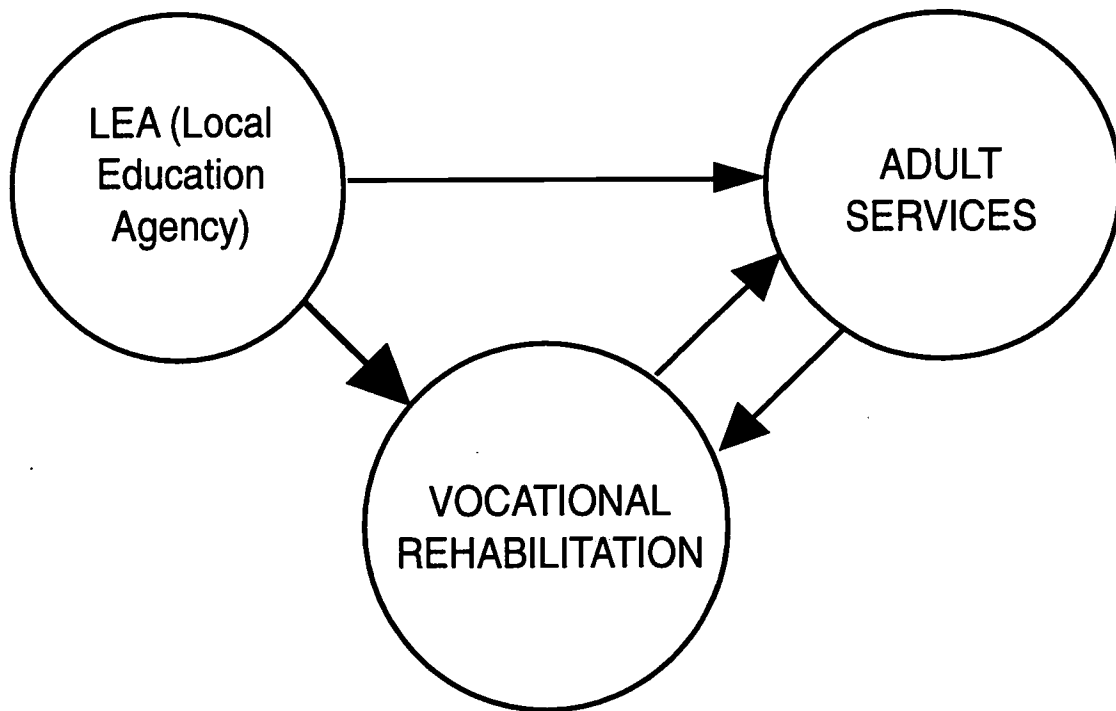 LEA (Local
Education
Agency)
ADULT
SERVICES
VOCATIONAL
REHABILITATION